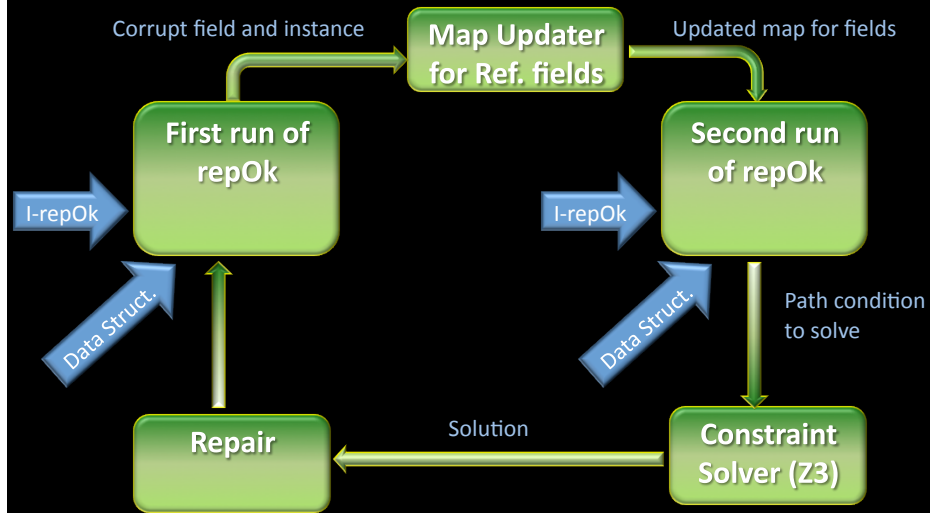 Corrupt field and instance
Map Updater
for Ref. fields
Updated map for fields
First run of
repOk
Second run
of repOk
I-repOk
I-repOk
Data Struct.
Data Struct.
Path condition
to solve
Repair
Solution
Constraint
Solver (Z3)